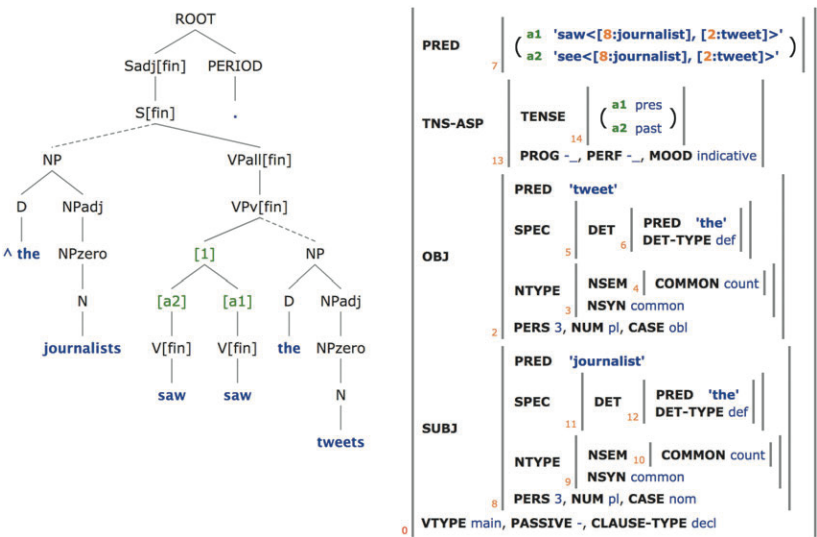 ROOT
Sadj[fin] PERIOD
S[fin] .
NP VPall[fin]
D NPadj VPv[fin]
^ the NPzero [1] NP
N [a2] [a1] D NPadj
journalists V[fin] V[fin] the NPzero
saw saw N
tweets
a1 'saw<[8:journalist], [2:tweet]>'
PRED
a2 'see<[8:journalist], [2:tweet]>'
7
a1 pres
TNS-ASP TENSE
a2 past
14
13 PROG -_, PERF -_, MOOD indicative
PRED 'tweet'
SPEC DET PRED 'the'
5 6 DET-TYPE def
OBJ
NSEM 4 COMMON count
NTYPE
3 NSYN common
2 PERS 3, NUM pl, CASE obl
PRED 'journalist'
SPEC DET PRED 'the'
11 12 DET-TYPE def
SUBJ
NSEM 10 COMMON count
NTYPE
9 NSYN common
8 PERS 3, NUM pl, CASE nom
0 VTYPE main, PASSIVE -, CLAUSE-TYPE decl